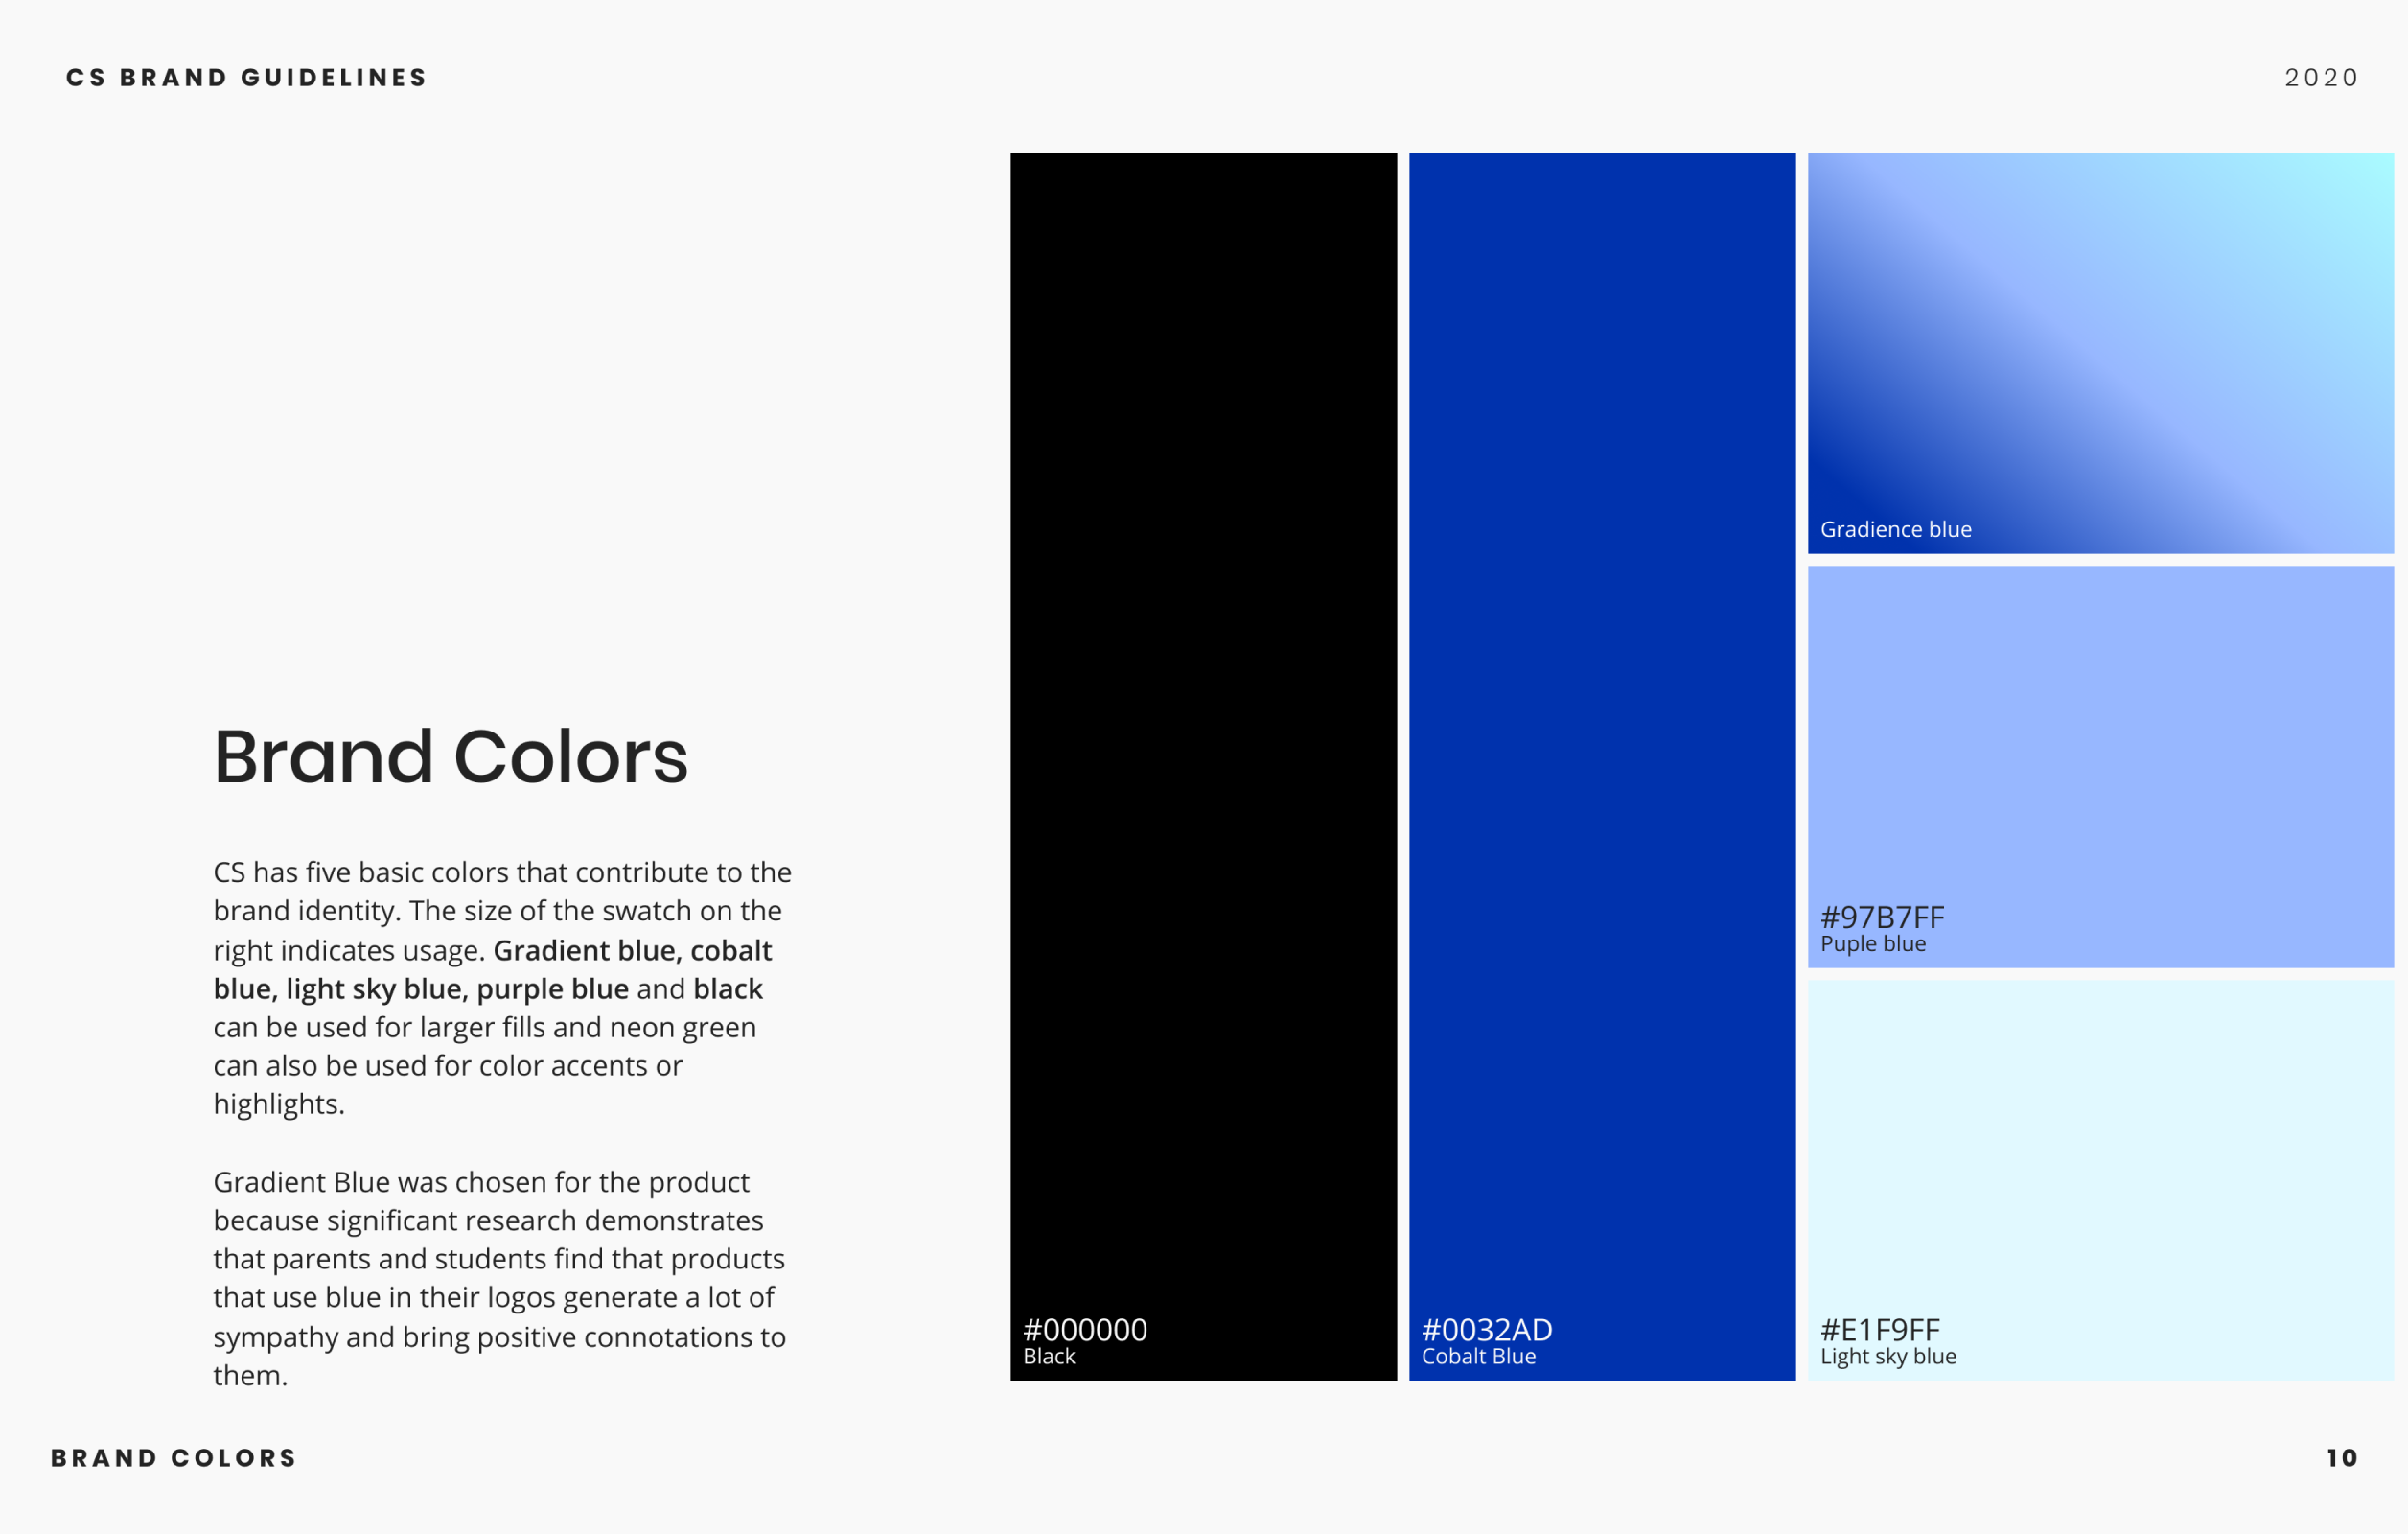 CS BRAND GUIDELINES
2020
Brand Colors
CS has five basic colors that contribute to the
brand identity. The size of the swatch on the
right indicates usage. Gradient blue, cobalt
blue, light sky blue, purple blue and black
can be used for larger fills and neon green
can also be used for color accents or
highlights.
Gradient Blue was chosen for the product
because significant research demonstrates
that parents and students find that products
that use blue in their logos generate a lot of
sympathy and bring positive connotations to
them.
#000000
Black
#0032AD
Cobalt Blue
Gradience blue
#97B7FF
Puple blue
#E1F9FF
Light sky blue
BRAND COLORS
10